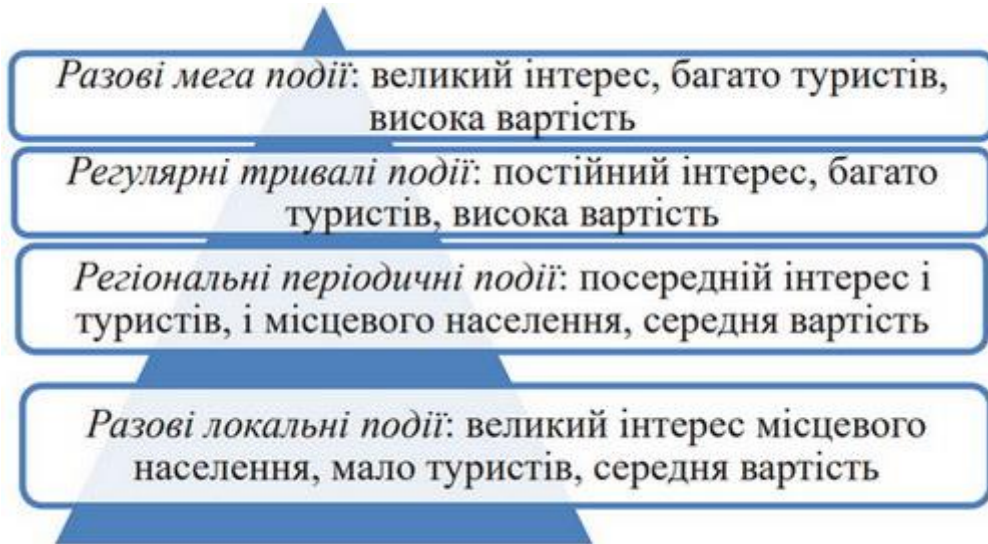 Разові мега події: великий інтерес, багато туристів,
висока вартість
Регулярні тривалі події: постійний інтерес, багато
туристів, висока вартість
Регіональні періодичні події: посередній інтерес і
туристів, і місцевого населення, середня вартість
Разові локальні події: великий інтерес місцевого
населення, мало туристів, середня вартість